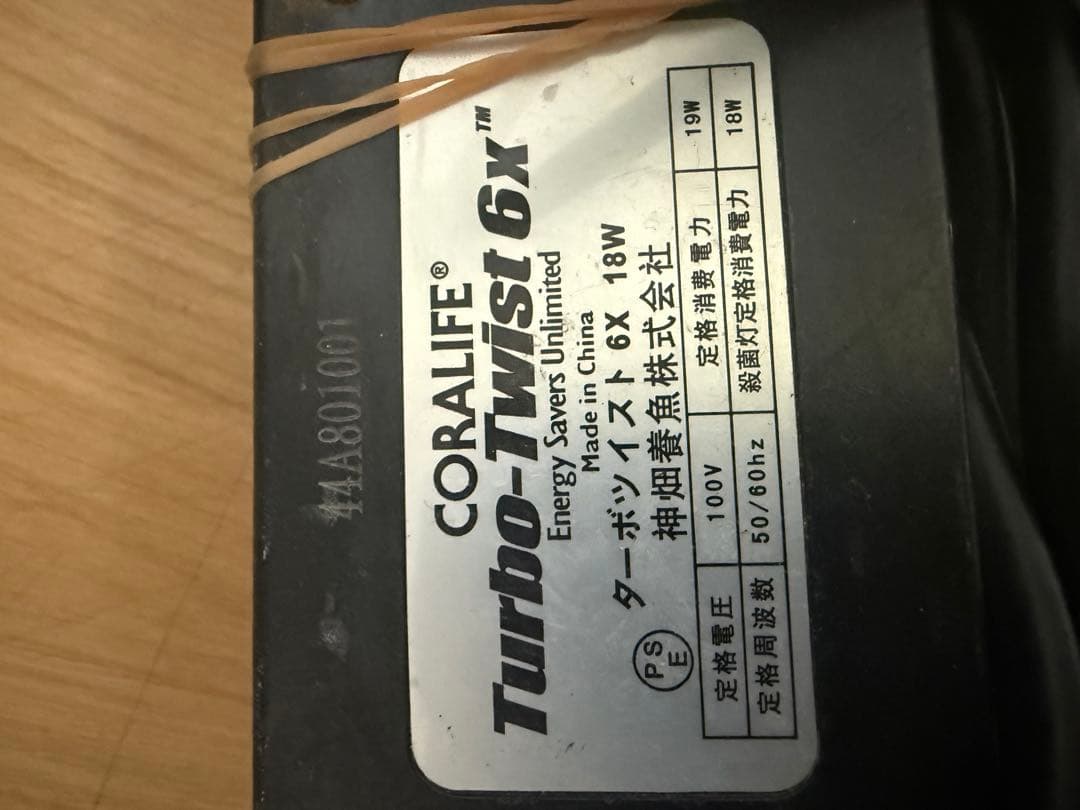 44A801001
CORALIFE®
Turbo-Twist 6x™
Energy Savers Unlimited
Made in China
ターボツイスト 6X 18W
神畑養魚株式会社
PSE
定格電圧 100V 定格消費電力 19W
定格周波数 50/60hz 殺菌灯定格消費電力 18W